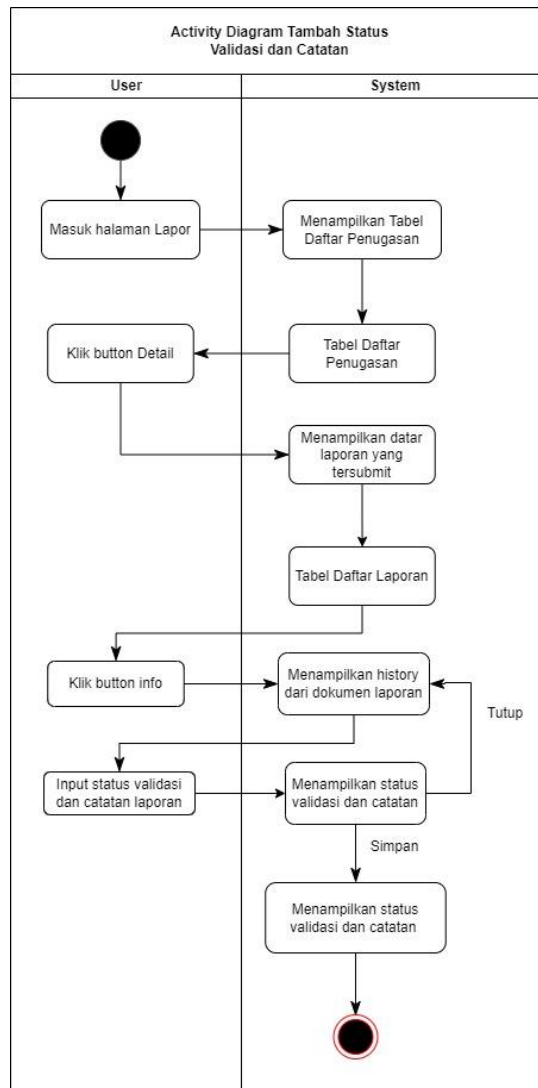 Activity Diagram Tambah Status
Validasi dan Catatan
User
System
Masuk halaman Lapor
Menampilkan Tabel
Daftar Penugasan
Klik button Detail
Tabel Daftar
Penugasan
Menampilkan datar
laporan yang
tersubmit
Tabel Daftar Laporan
Klik button info
Menampilkan history
dari dokumen laporan
Tutup
Input status validasi
dan catatan laporan
Menampilkan status
validasi dan catatan
Simpan
Menampilkan status
validasi dan catatan